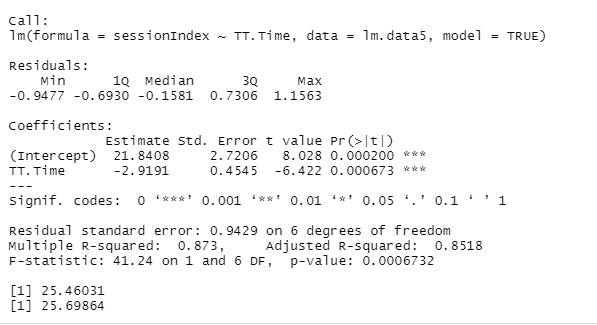 Call:
lm(formula = sessionIndex ~ TT.Time, data = lm.data5, model = TRUE)
Residuals:
Min 1Q Median 3Q Max
-0.9477 -0.6930 -0.1581 0.7306 1.1563
Coefficients:
Estimate Std. Error t value Pr(>|t|)
(Intercept) 21.8408 2.7206 8.028 0.000200 ***
TT.Time -2.9191 0.4545 -6.422 0.000673 ***
---
Signif. codes: 0 ‘***’ 0.001 ‘**’ 0.01 ‘*’ 0.05 ‘.’ 0.1 ‘ ’ 1
Residual standard error: 0.9429 on 6 degrees of freedom
Multiple R-squared: 0.873, Adjusted R-squared: 0.8518
F-statistic: 41.24 on 1 and 6 DF, p-value: 0.0006732
[1] 25.46031
[1] 25.69864